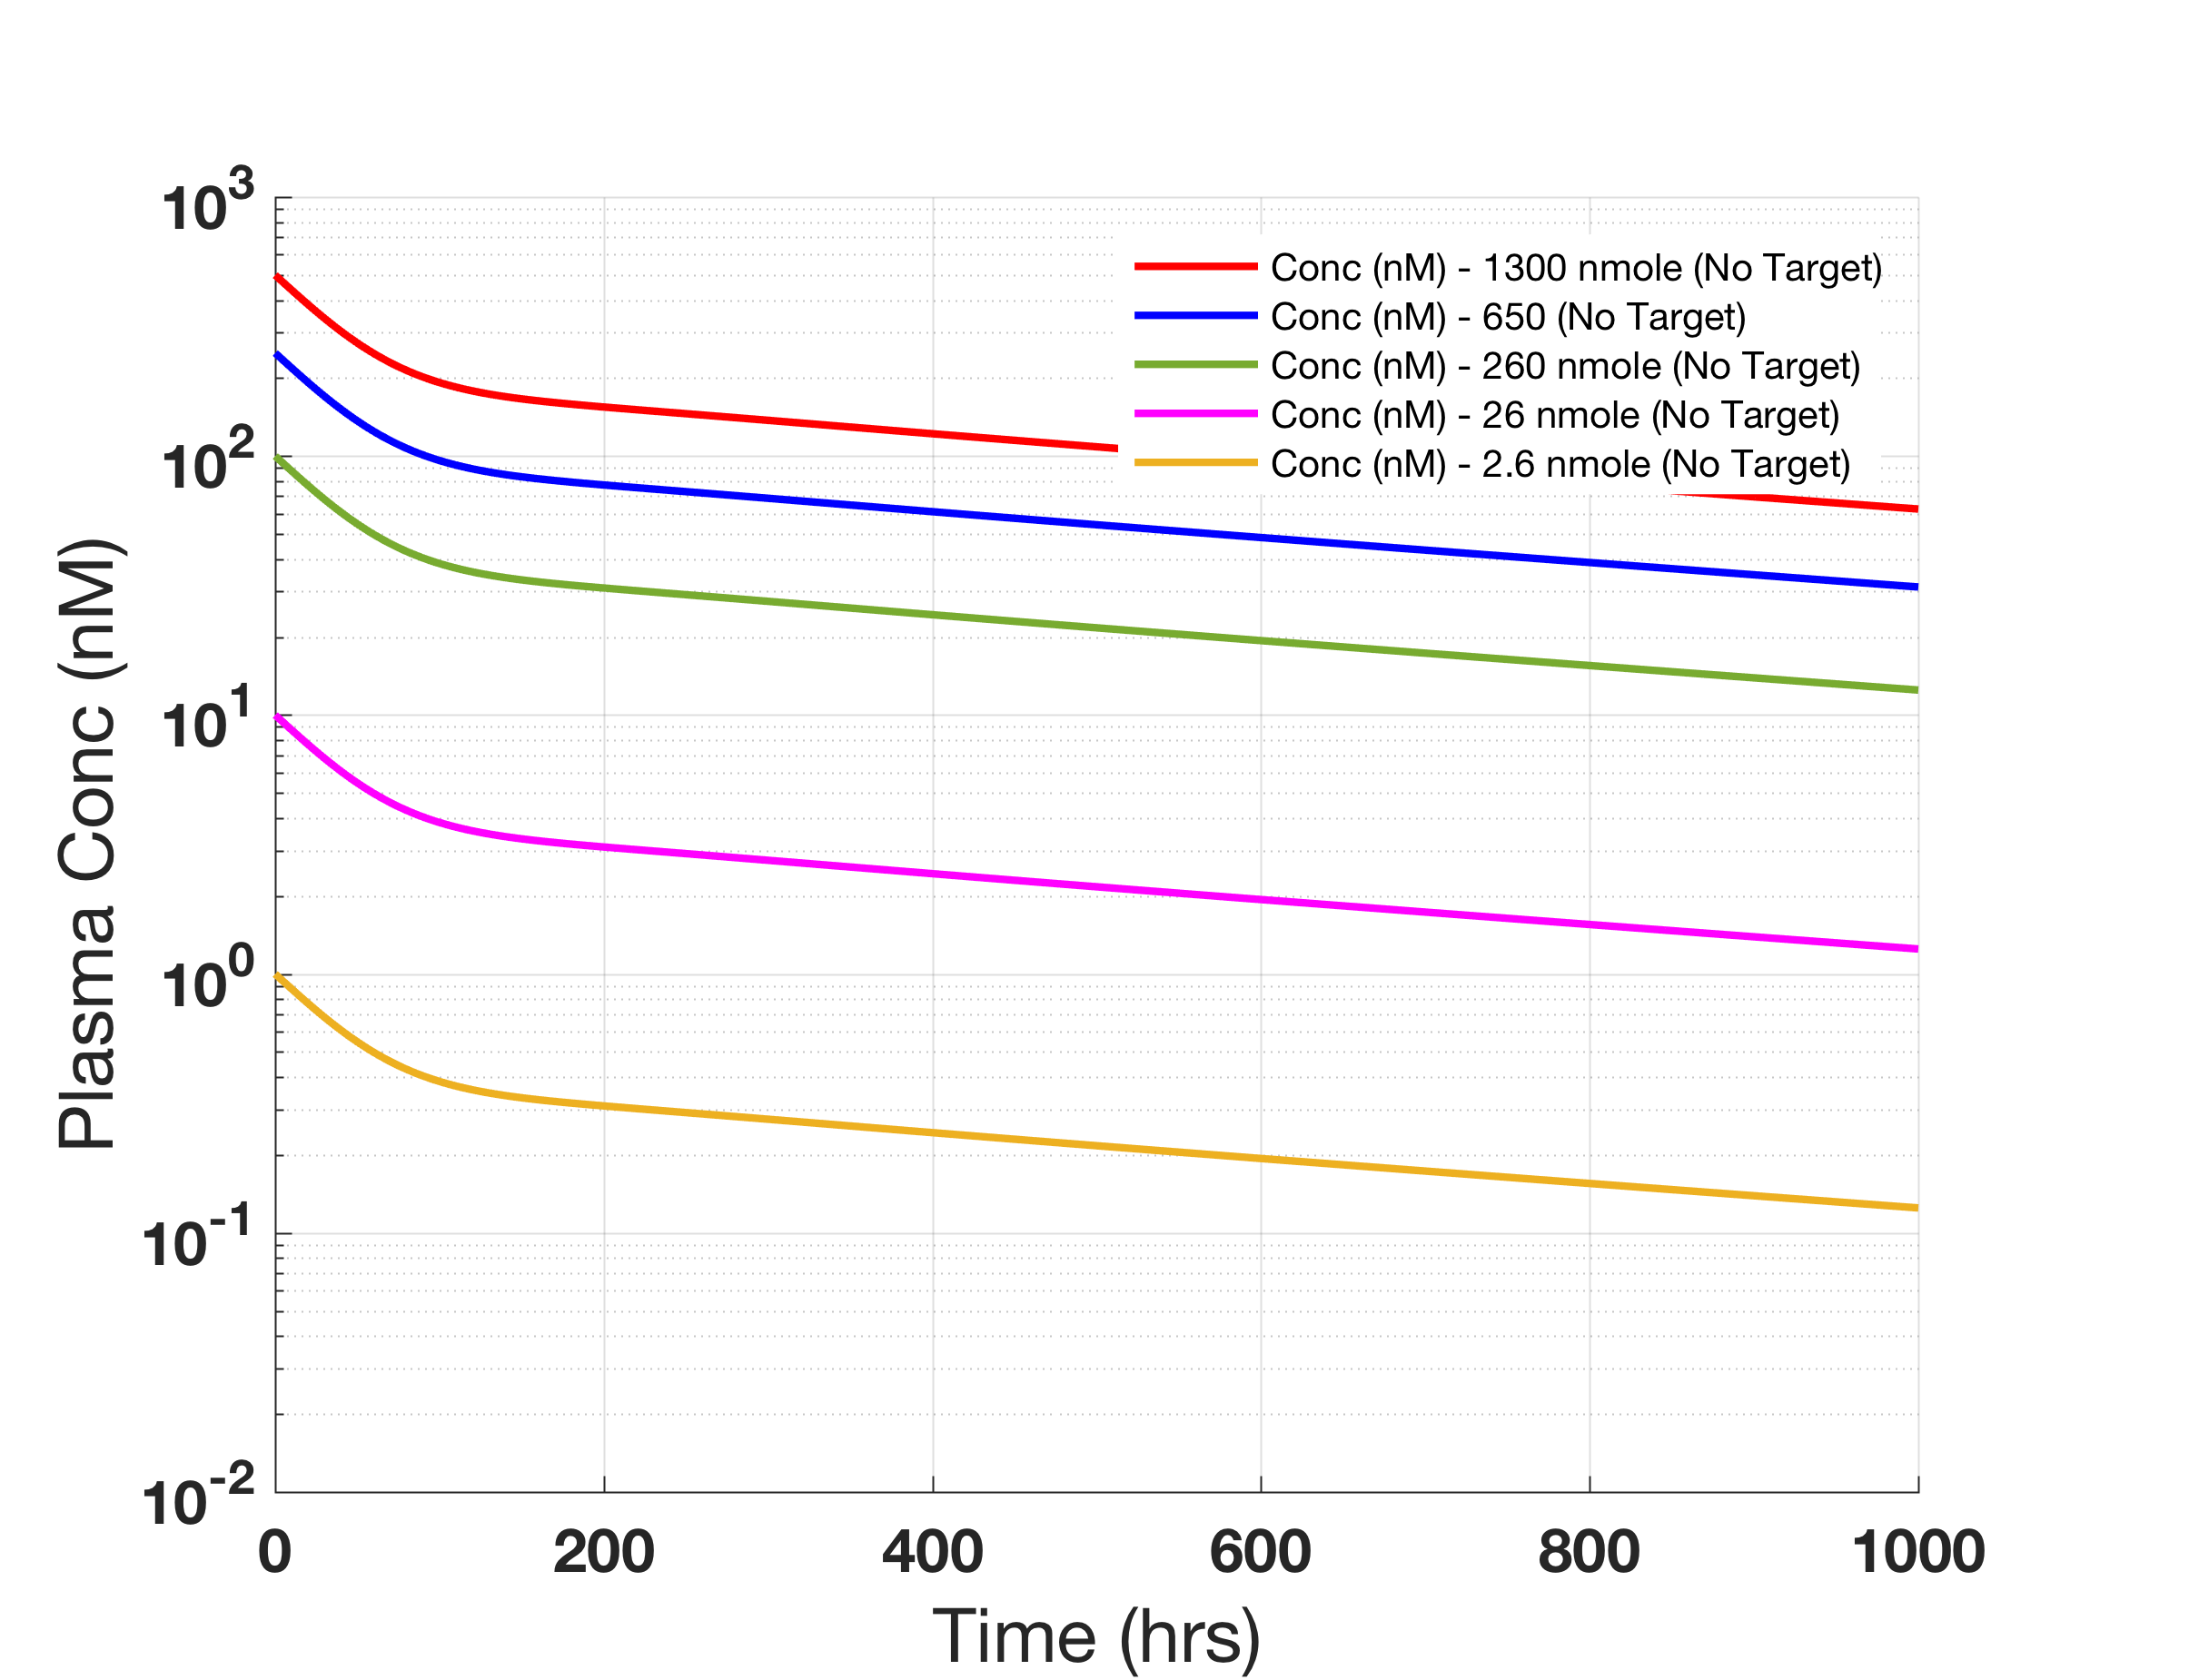 10^3
10^2
10^1
10^0
10^-1
10^-2
Plasma Conc (nM)
Conc (nM) - 1300 nmole (No Target)
Conc (nM) - 650 (No Target)
Conc (nM) - 260 nmole (No Target)
Conc (nM) - 26 nmole (No Target)
Conc (nM) - 2.6 nmole (No Target)
0 200 400 600 800 1000
Time (hrs)